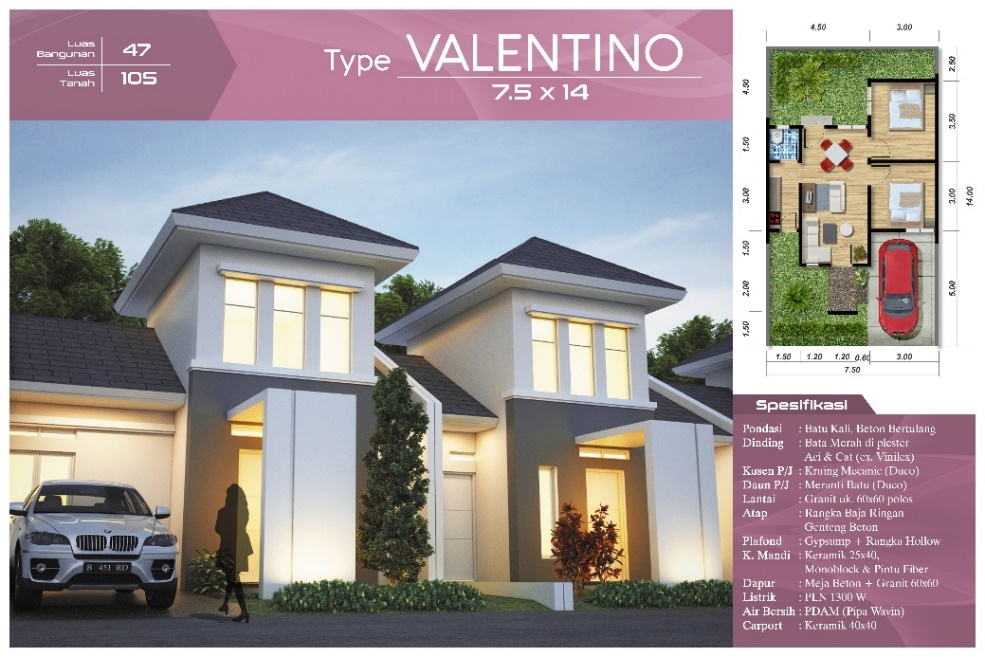 Luas
Bangunan
47
Luas
Tanah
105
Type VALENTINO
7.5 x 14
4.50 3.00
4.50
1.50
3.00
1.50
2.00
1.50
2.50
3.50
3.00
5.00
14.00
1.50 1.20 1.20 0.60 3.00
7.50
B 451 RD
Spesifikasi
Pondasi : Batu Kali, Beton Bertulang
Dinding : Bata Merah di plester
Aci & Cat (ex. Vinilex)
Kusen P/J : Kruing Mecanic (Duco)
Daun P/J : Meranti Batu (Duco)
Lantai : Granit uk. 60x60 polos
Atap : Rangka Baja Ringan
Genteng Beton
Plafond : Gypsump + Rangka Hollow
K. Mandi : Keramik 25x40,
Monoblock & Pintu Fiber
Dapur : Meja Beton + Granit 60x60
Listrik : PLN 1300 W
Air Bersih : PDAM (Pipa Wavin)
Carport : Keramik 40x40